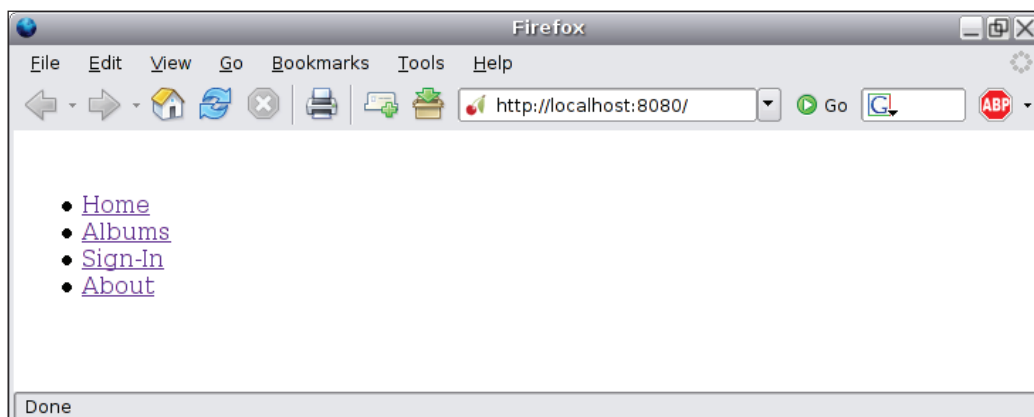 Firefox
File Edit View Go Bookmarks Tools Help
http://localhost:8080/ Go G ABP
Home
Albums
Sign-In
About
Done